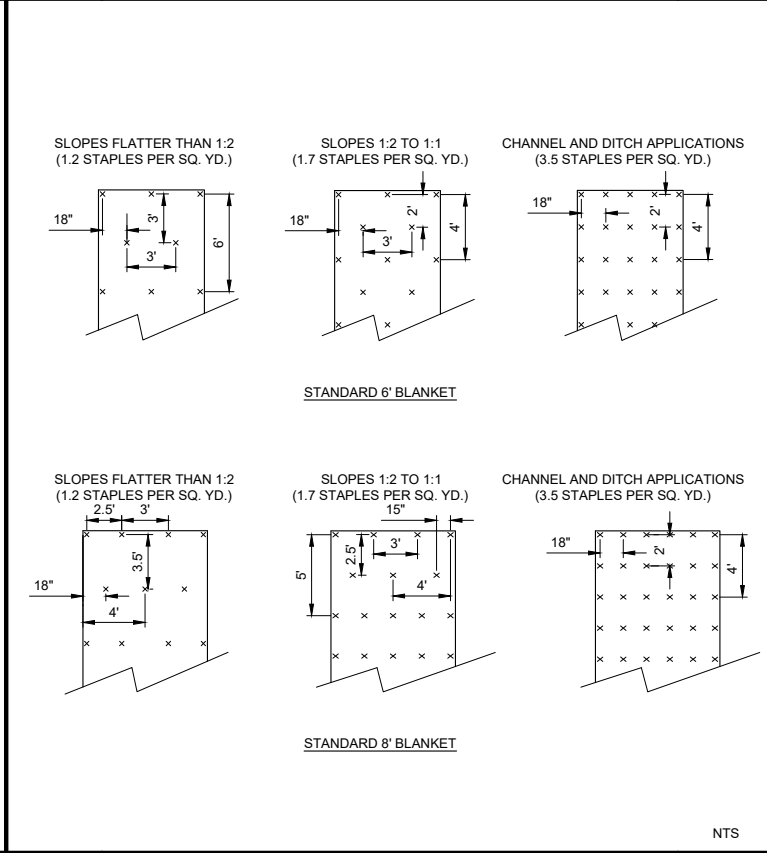 SLOPES FLATTER THAN 1:2
(1.2 STAPLES PER SQ. YD.)
18"
3'
3'
6'
SLOPES 1:2 TO 1:1
(1.7 STAPLES PER SQ. YD.)
18"
2'
3'
4'
CHANNEL AND DITCH APPLICATIONS
(3.5 STAPLES PER SQ. YD.)
18"
2'
4'
STANDARD 6' BLANKET
SLOPES FLATTER THAN 1:2
(1.2 STAPLES PER SQ. YD.)
2.5'
3'
3.5'
18"
4'
SLOPES 1:2 TO 1:1
(1.7 STAPLES PER SQ. YD.)
15"
3'
2.5'
5'
4'
CHANNEL AND DITCH APPLICATIONS
(3.5 STAPLES PER SQ. YD.)
18"
2'
4'
STANDARD 8' BLANKET
NTS